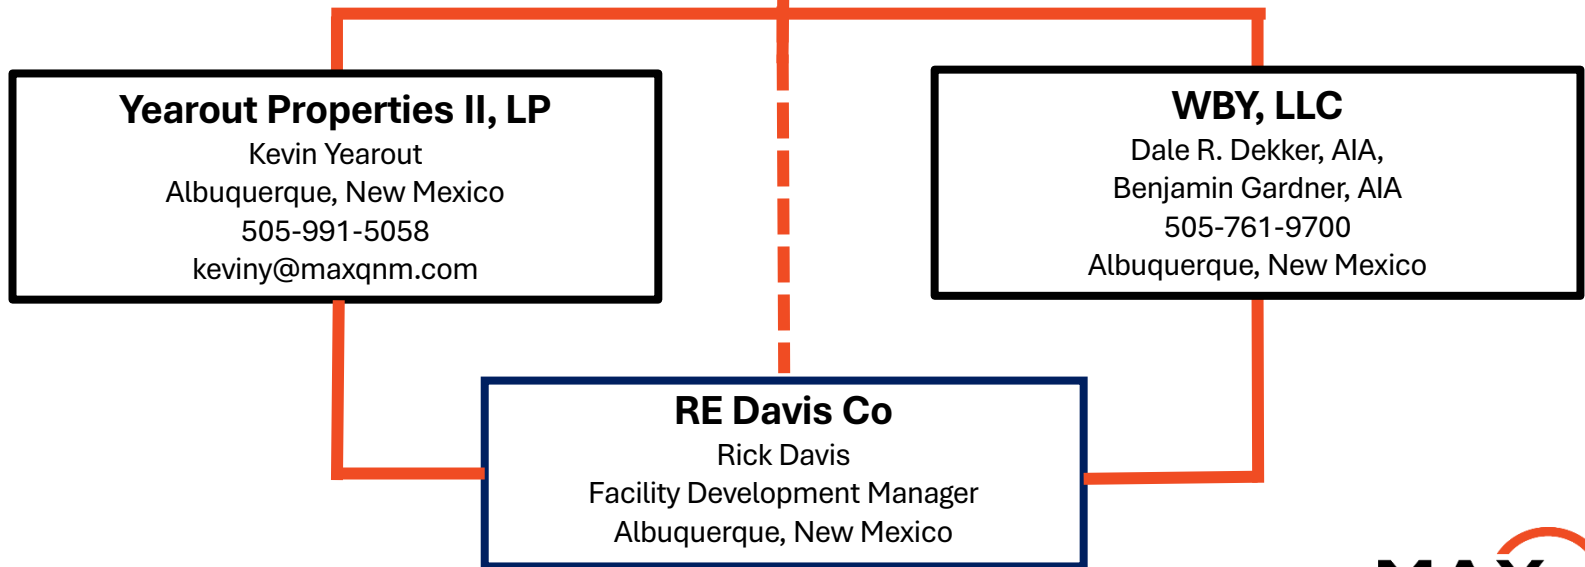 Yearout Properties II, LP
Kevin Yearout
Albuquerque, New Mexico
505-991-5058
keviny@maxqnm.com
WBY, LLC
Dale R. Dekker, AIA,
Benjamin Gardner, AIA
505-761-9700
Albuquerque, New Mexico
RE Davis Co
Rick Davis
Facility Development Manager
Albuquerque, New Mexico
MAX